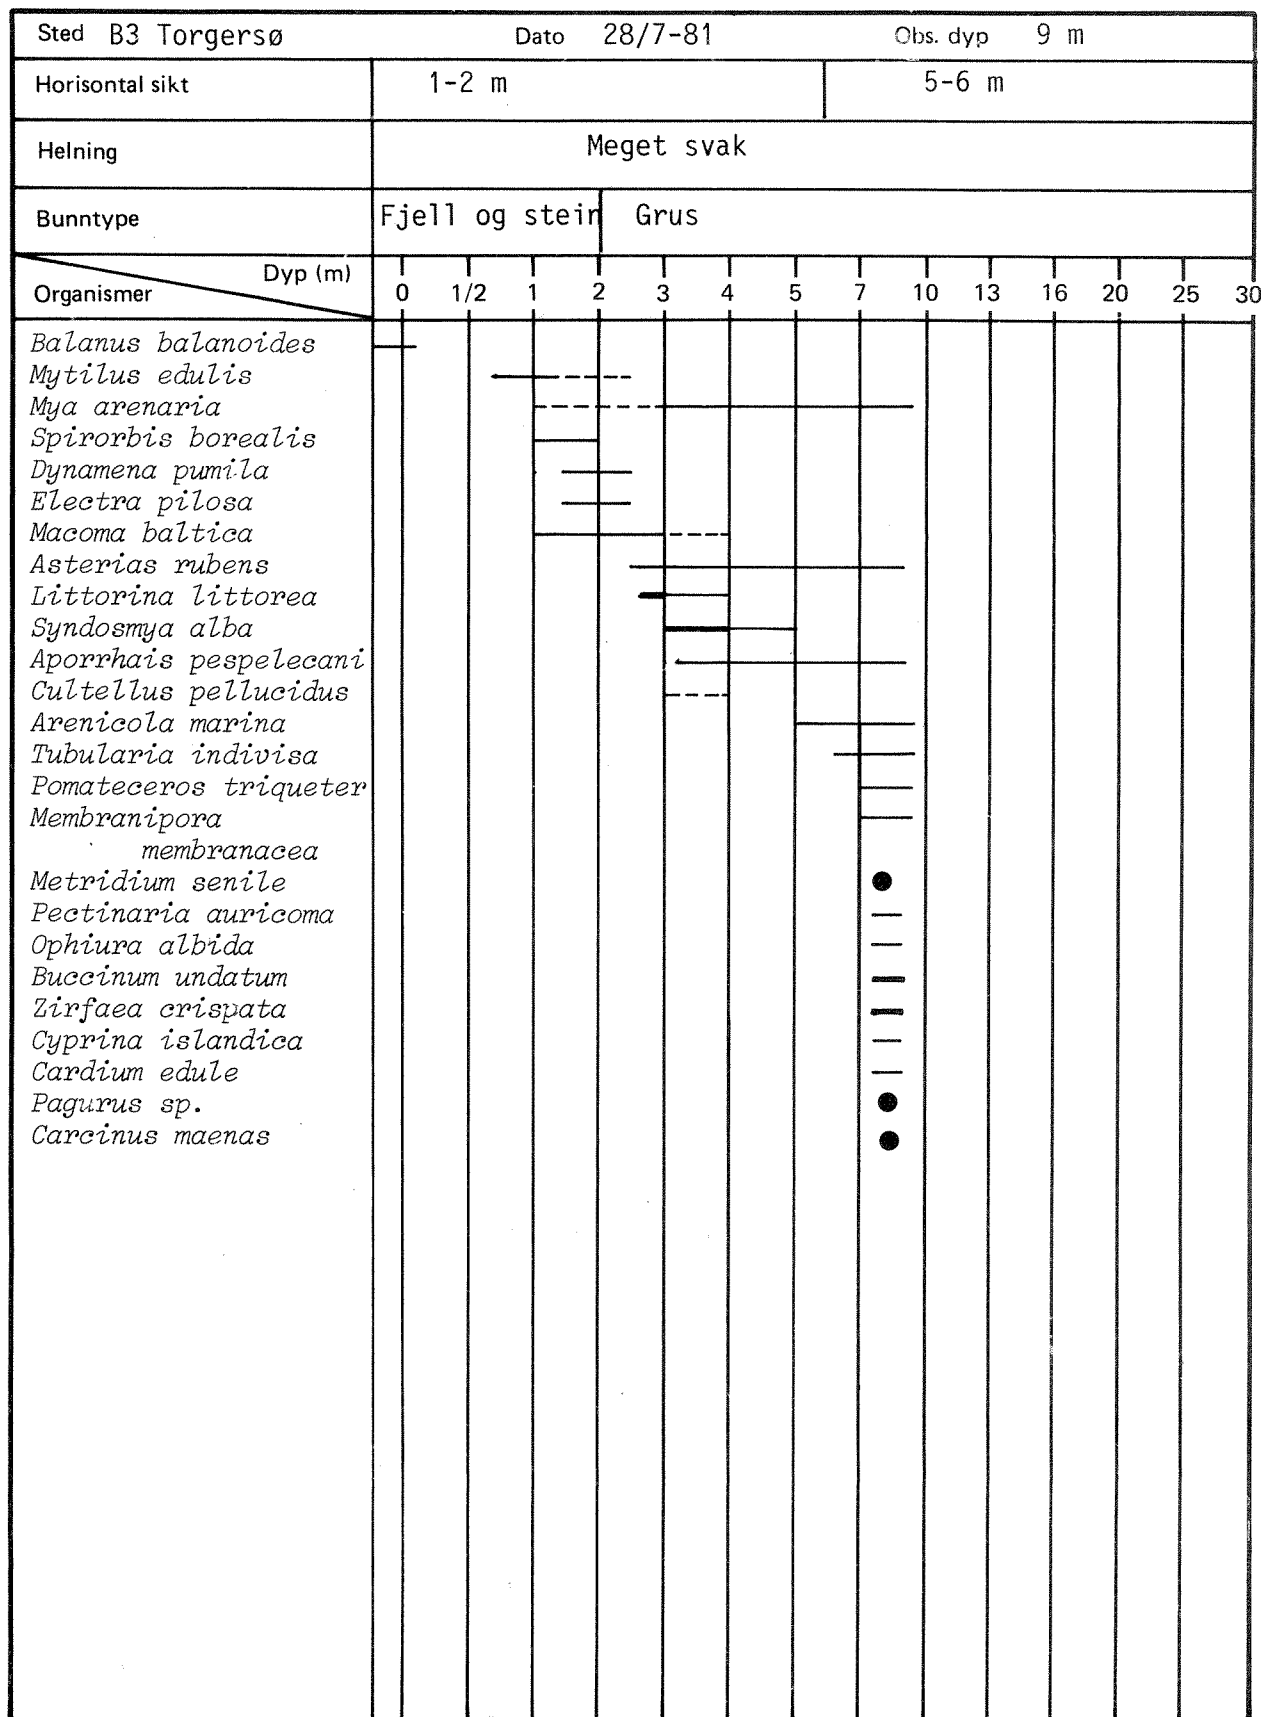 Sted B3 Torgersø Dato 28/7-81 Obs. dyp 9 m
Horisontal sikt 1-2 m 5-6 m
Helning Meget svak
Bunntype Fjell og stein Grus
Dyp (m)
Organismer 0 1/2 1 2 3 4 5 7 10 13 16 20 25 30
Balanus balanoides
Mytilus edulis
Mya arenaria
Spirorbis borealis
Dynamena pumila
Electra pilosa
Macoma baltica
Asterias rubens
Littorina littorea
Syndosmya alba
Aporrhais pespelecani
Cultellus pellucidus
Arenicola marina
Tubularia indivisa
Pomateceros triqueter
Membranipora
membranacea
Metridium senile
Pectinaria auricoma
Ophiura albida
Buccinum undatum
Zirfaea crispata
Cyprina islandica
Cardium edule
Pagurus sp.
Carcinus maenas